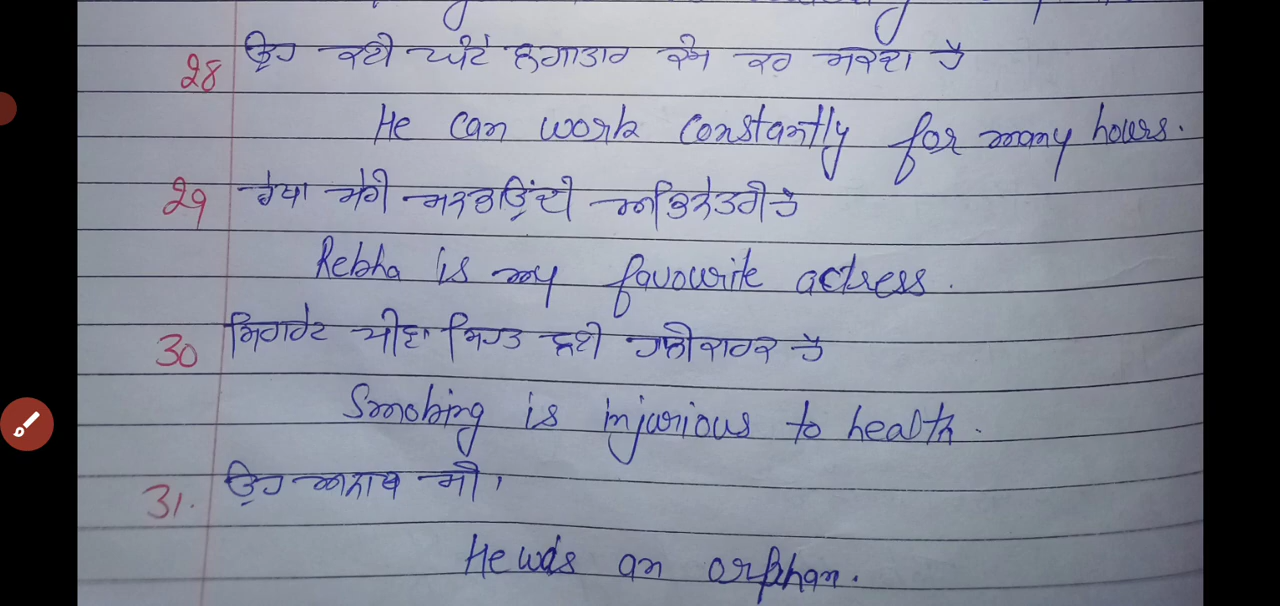 28 ਉਹ ਕਈ ਘੰਟੇ ਲਗਾਤਾਰ ਕੰਮ ਕਰ ਸਕਦਾ ਹੈ
He can work constantly for many hours.
29 ਰੇਖਾ ਮੇਰੀ ਮਨਭਾਉਂਦੀ ਅਭਿਨੇਤਰੀ ਹੈ
Rekha is my favourite actress.
30 ਸਿਗਰੇਟ ਪੀਣਾ ਸਿਹਤ ਲਈ ਹਾਨੀਕਾਰਕ ਹੈ
Smoking is injurious to health.
31. ਉਹ ਅਨਾਥ ਸੀ।
He was an orphan.